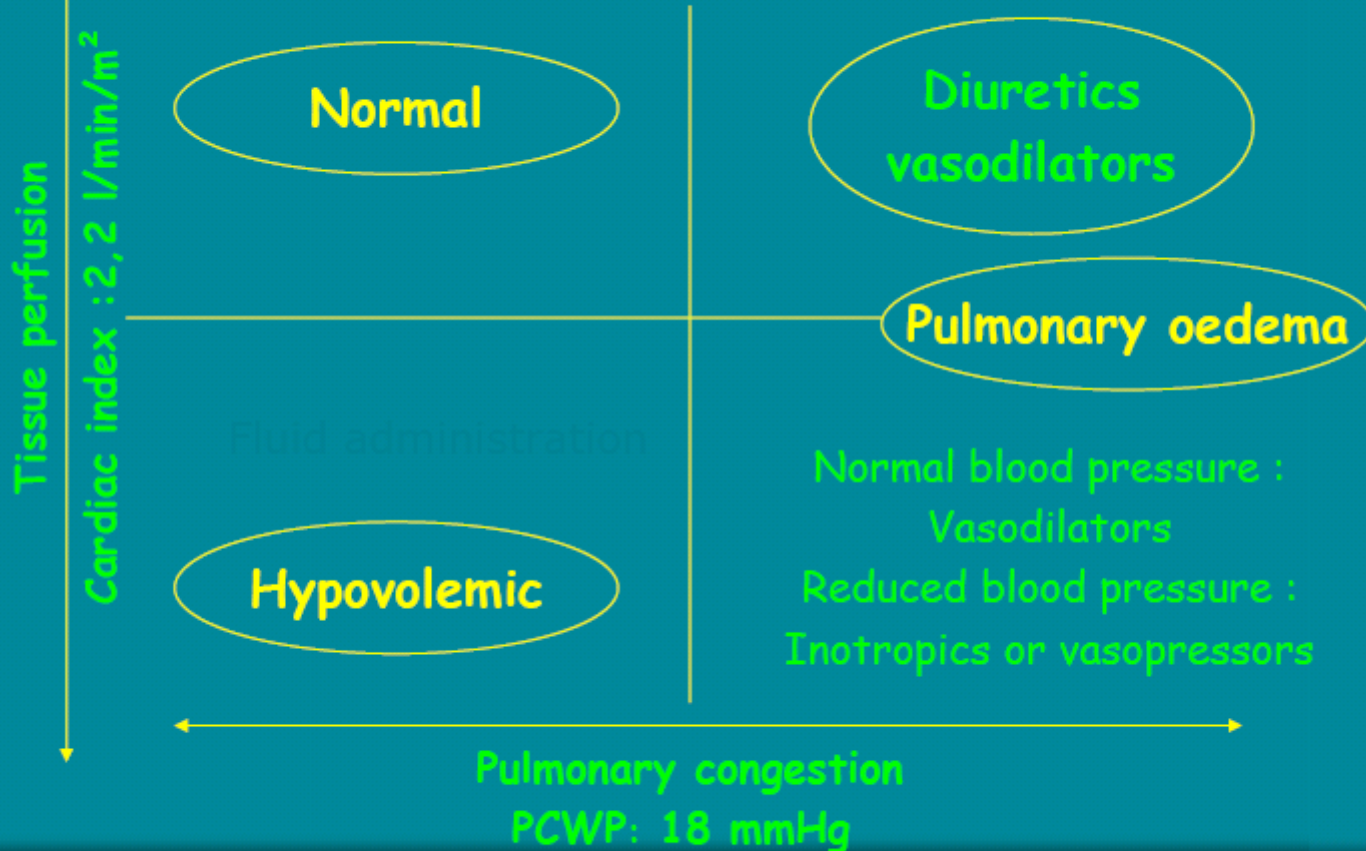 Tissue perfusion
Cardiac index :2,2 l/min/m²
Normal
Diuretics
vasodilators
Pulmonary oedema
Fluid administration
Hypovolemic
Normal blood pressure :
Vasodilators
Reduced blood pressure :
Inotropics or vasopressors
Pulmonary congestion
PCWP: 18 mmHg